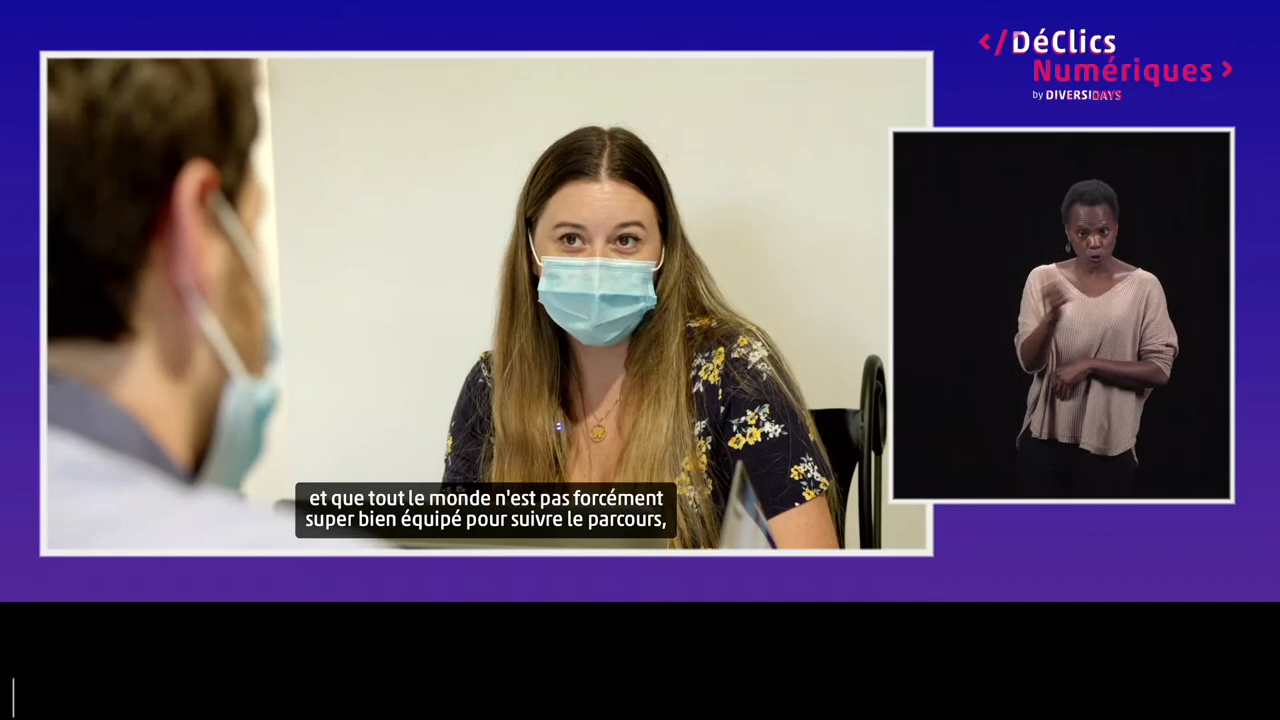 </DéClics
Numériques>
by DIVERSIDAYS
et que tout le monde n'est pas forcément
super bien équipé pour suivre le parcours,